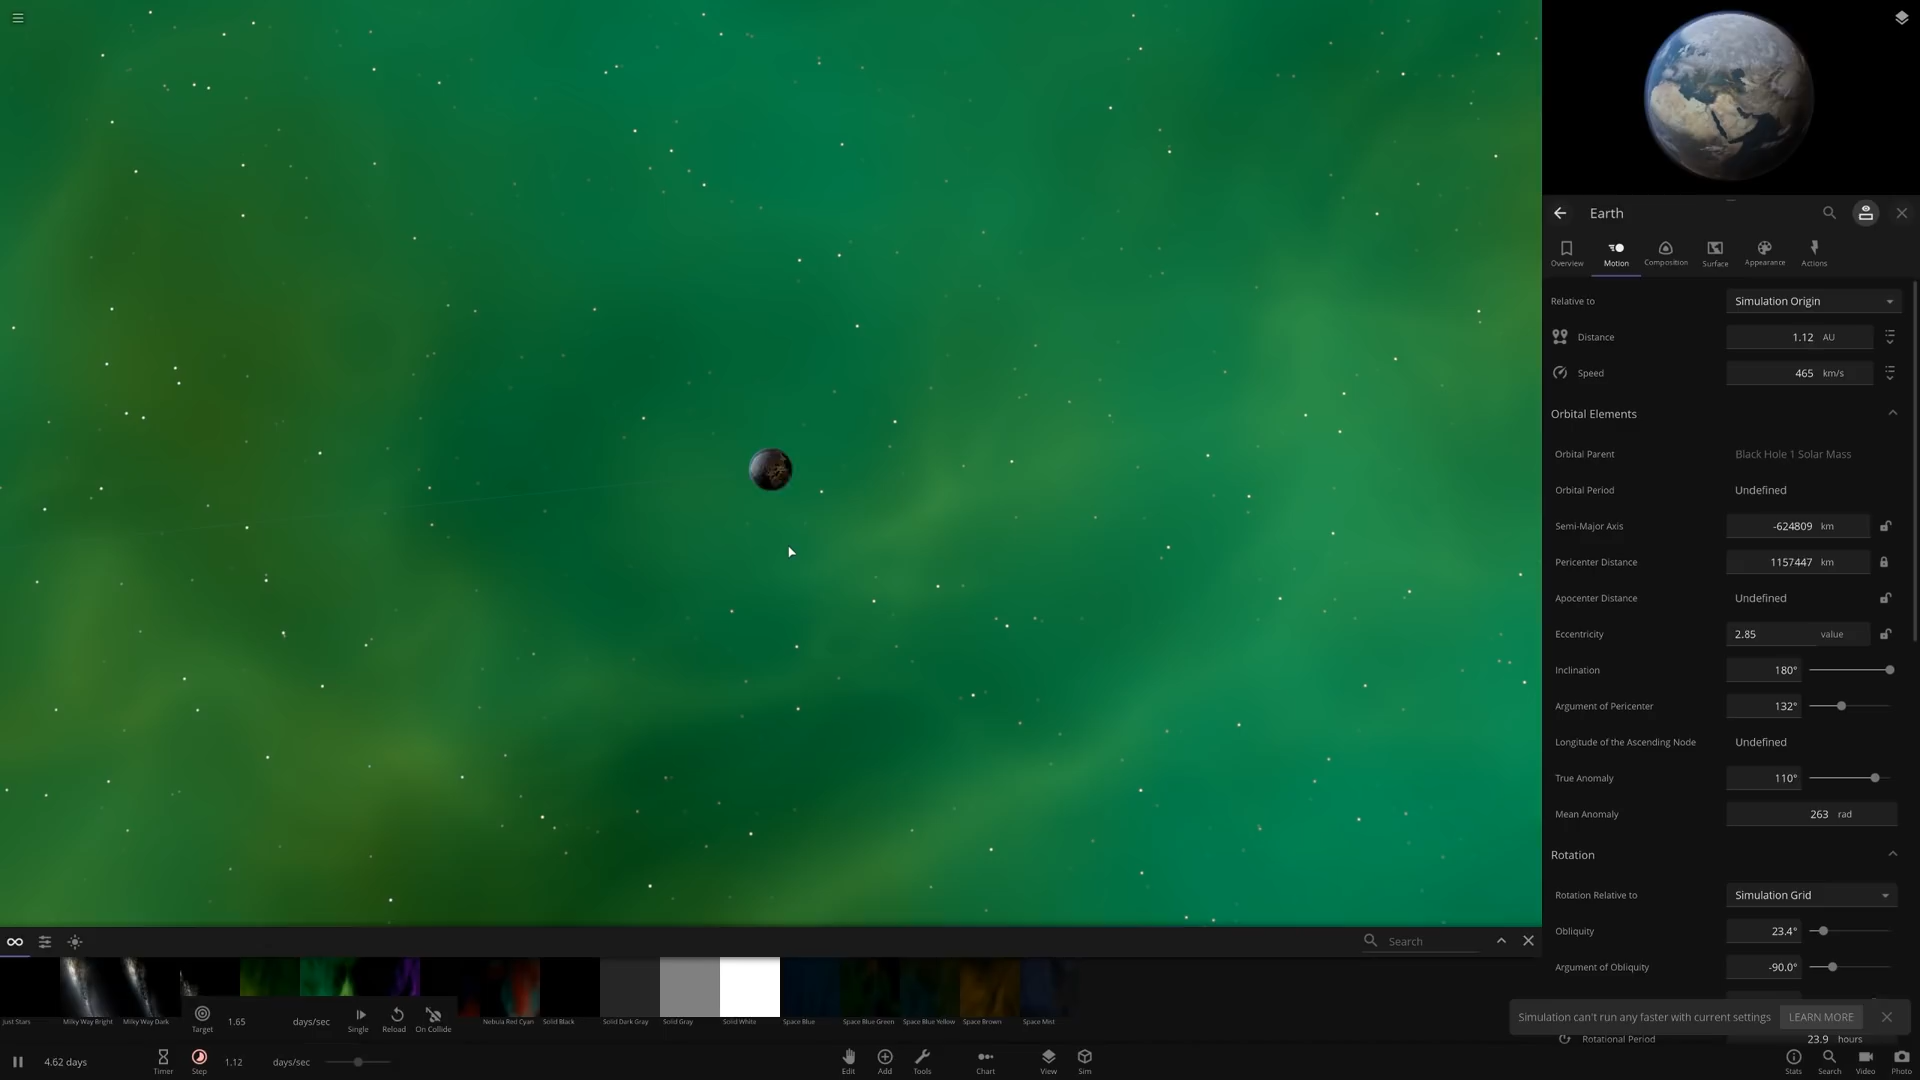 Earth
Overview
Motion
Composition
Surface
Appearance
Actions
Relative to
Simulation Origin
Distance
1.12 AU
Speed
465 km/s
Orbital Elements
Orbital Parent
Black Hole 1 Solar Mass
Orbital Period
Undefined
Semi-Major Axis
-624809 km
Pericenter Distance
1157447 km
Apocenter Distance
Undefined
Eccentricity
2.85 value
Inclination
180°
Argument of Pericenter
132°
Longitude of the Ascending Node
Undefined
True Anomaly
110°
Mean Anomaly
263 rad
Rotation
Rotation Relative to
Simulation Grid
Obliquity
23.4°
Argument of Obliquity
-90.0°
Simulation can't run any faster with current settings
LEARN MORE
Rotational Period
23.9 hours
Search
Just Stars
Milky Way Bright
Milky Way Dark
Nebula Red Cyan
Solid Black
Solid Dark Gray
Solid Gray
Solid White
Space Blue
Space Blue Green
Space Blue Yellow
Space Brown
Space Mist
Target
1.65 days/sec
Single
Reload
On Collide
4.62 days
Timer
Step
1.12 days/sec
Edit
Add
Tools
Chart
View
Sim
Stats
Search
Video
Photo